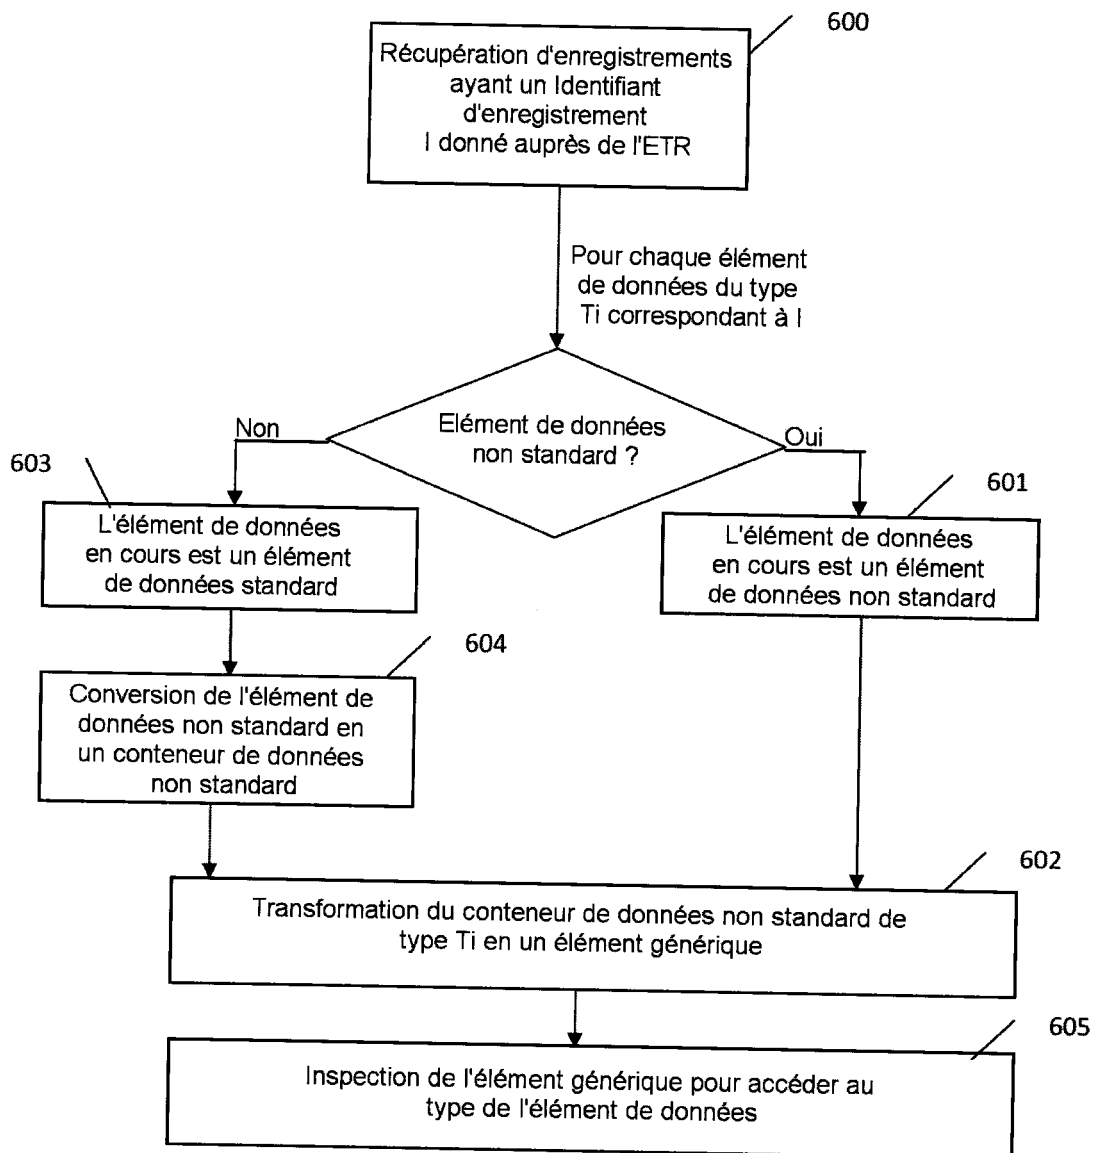 600
Récupération d'enregistrements
ayant un Identifiant
d'enregistrement
I donné auprès de l'ETR
Pour chaque élément
de données du type
Ti correspondant à I
Elément de données
non standard ?
Non
Oui
603
L'élément de données
en cours est un élément
de données standard
601
L'élément de données
en cours est un élément
de données non standard
604
Conversion de l'élément de
données non standard en
un conteneur de données
non standard
602
Transformation du conteneur de données non standard de
type Ti en un élément générique
605
Inspection de l'élément générique pour accéder au
type de l'élément de données